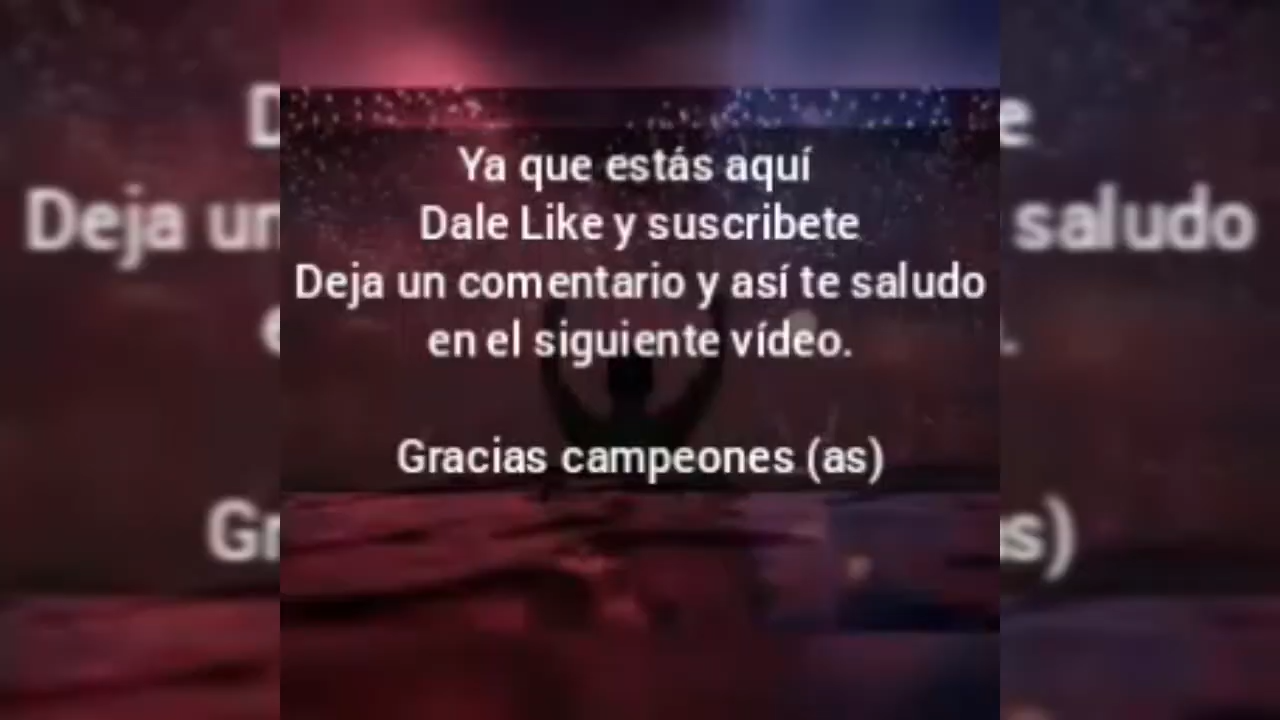 Ya que estás aquí
Dale Like y suscribete
Deja un comentario y así te saludo
en el siguiente vídeo.
Gracias campeones (as)